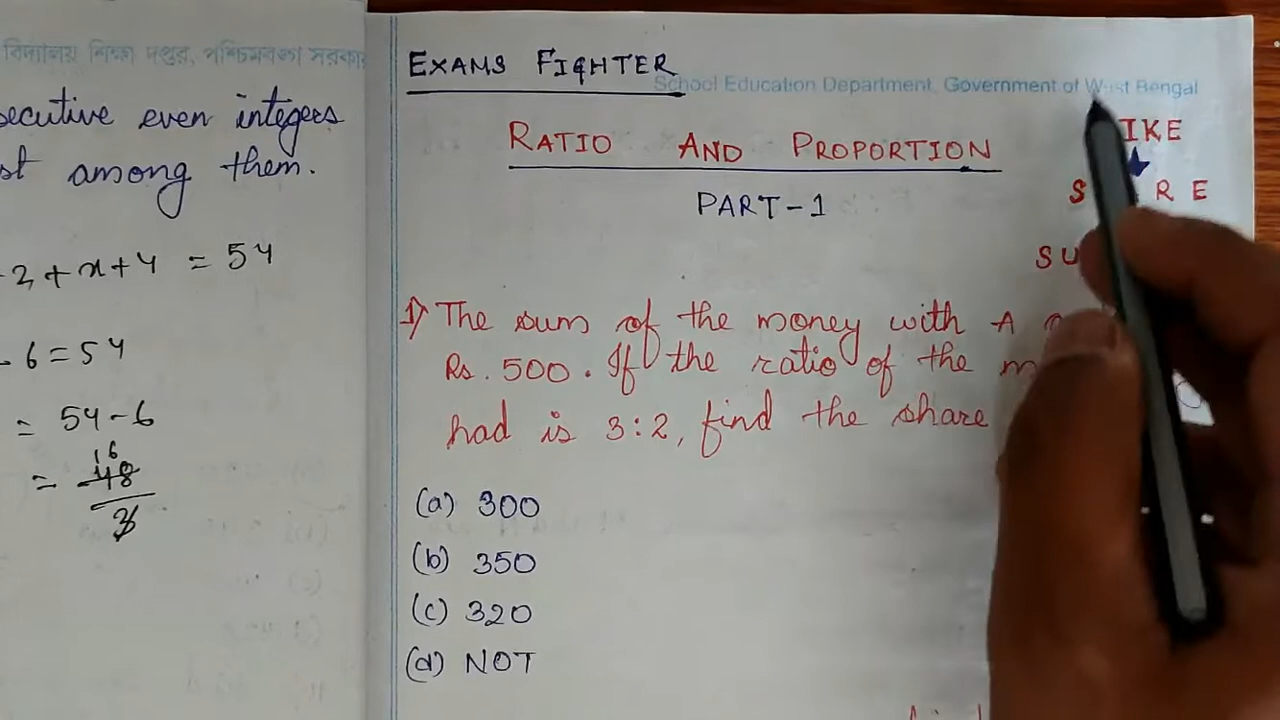 বিদ্যালয় শিক্ষা দপ্তর, পশ্চিমবঙ্গ সরকার
secutive even integers
st among them.
2 + x + 4 = 54
- 6 = 54
= 54 - 6
16
= 48
3
EXAMS FIGHTER
School Education Department, Government of West Bengal
RATIO AND PROPORTION
IKE
PART-1
S RE
SU
1) The sum of the money with A
Rs. 500. If the ratio of the m
had is 3:2, find the share
(a) 300
(b) 350
(c) 320
(d) NOT